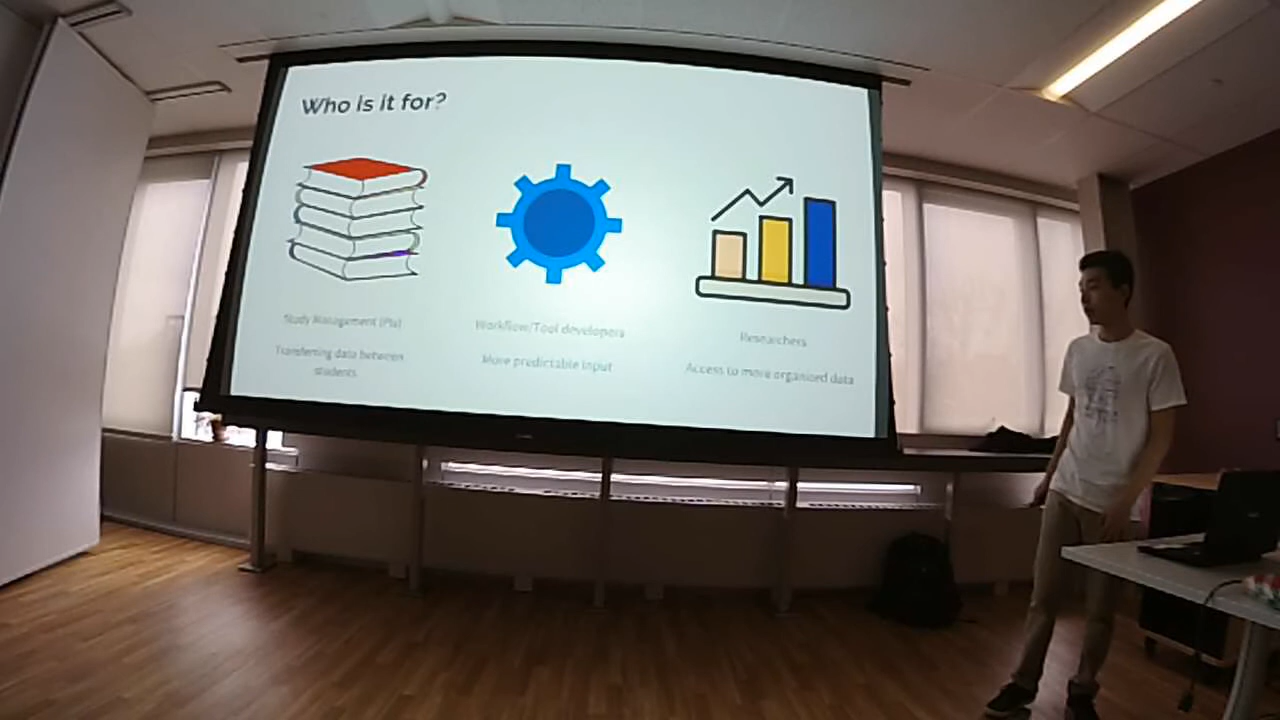 Who is it for?
Study Management (PIs)
Transferring data between
students
Workflow/Tool developers
More predictable input
Researchers
Access to more organized data